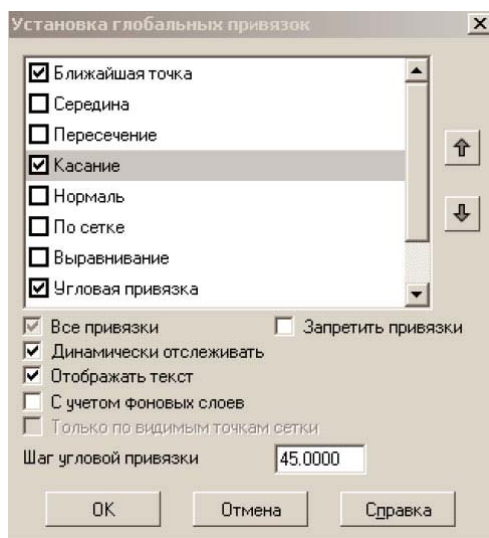 Установка глобальных привязок
Ближайшая точка
Середина
Пересечение
Касание
Нормаль
По сетке
Выравнивание
Угловая привязка
Все привязки Запретить привязки
Динамически отслеживать
Отображать текст
С учетом фоновых слоев
Только по видимым точкам сетки
Шаг угловой привязки 45.0000
OK Отмена Справка